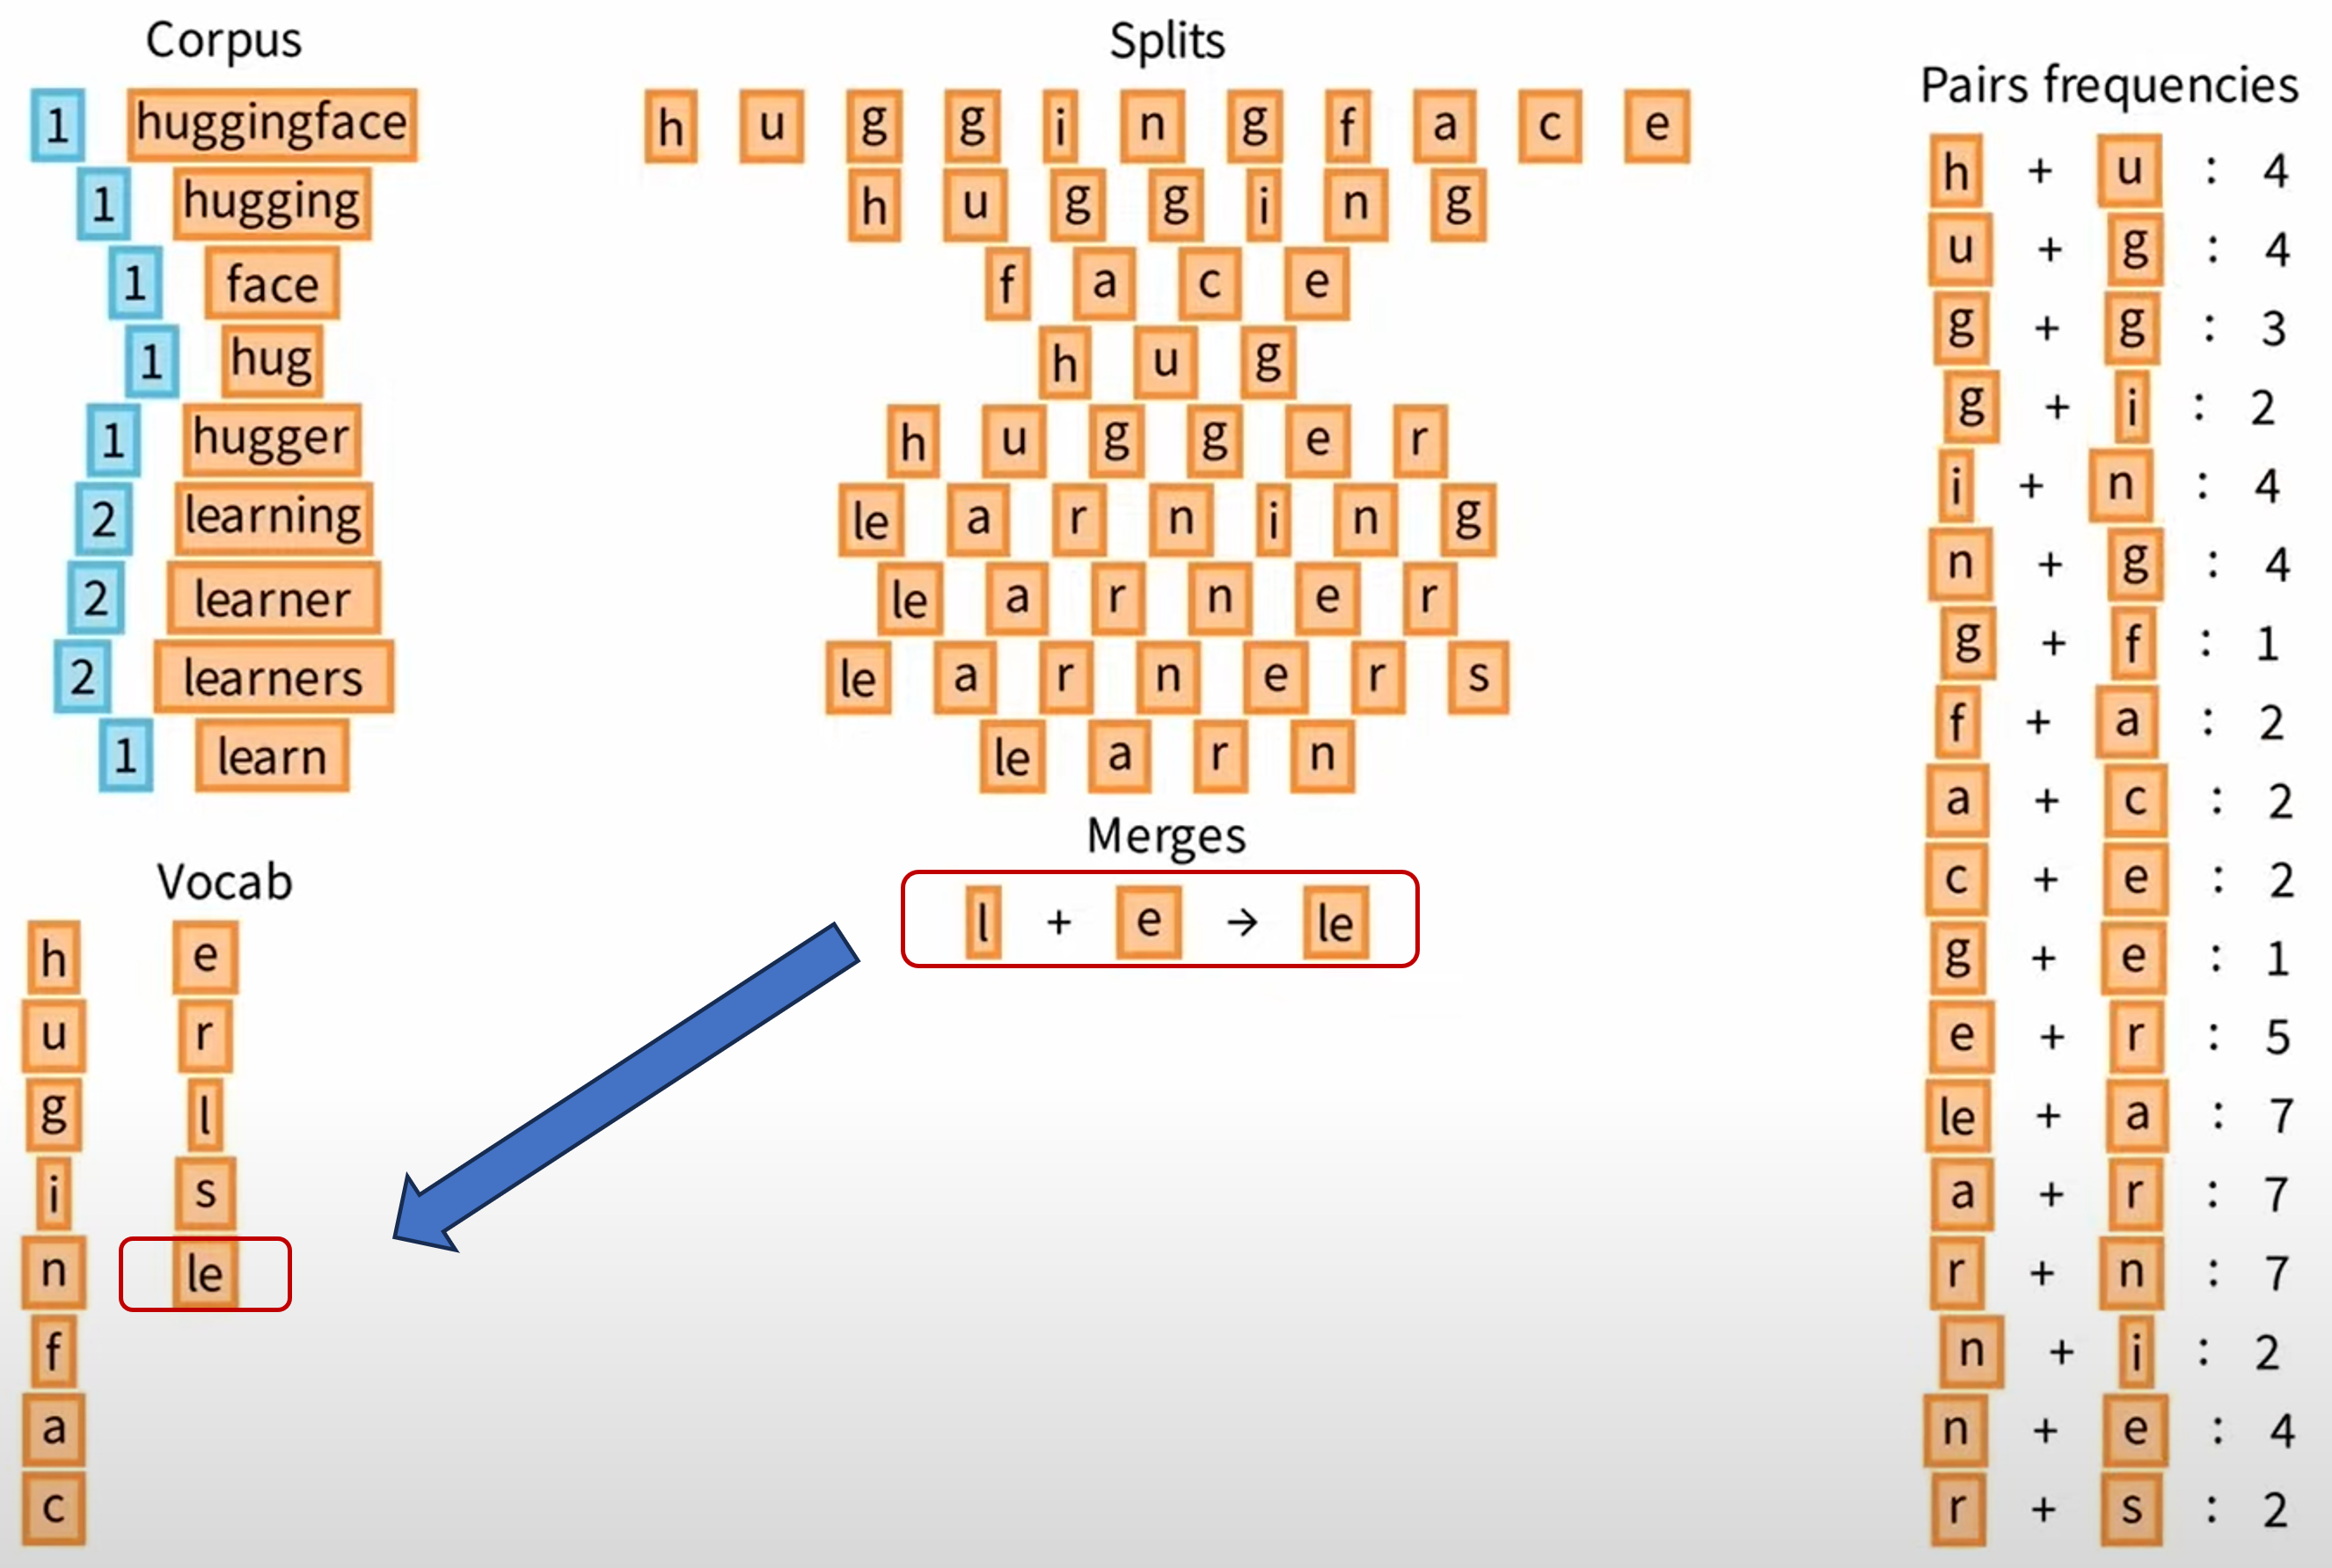 Corpus
1 huggingface
1 hugging
1 face
1 hug
1 hugger
2 learning
2 learner
2 learners
1 learn
Vocab
h e
u r
g l
i s
n le
f
a
c
Splits
h u g g i n g f a c e
h u g g i n g
f a c e
h u g
h u g g e r
le a r n i n g
le a r n e r
le a r n e r s
le a r n
Merges
l + e → le
Pairs frequencies
h + u : 4
u + g : 4
g + g : 3
g + i : 2
i + n : 4
n + g : 4
g + f : 1
f + a : 2
a + c : 2
c + e : 2
g + e : 1
e + r : 5
le + a : 7
a + r : 7
r + n : 7
n + i : 2
n + e : 4
r + s : 2